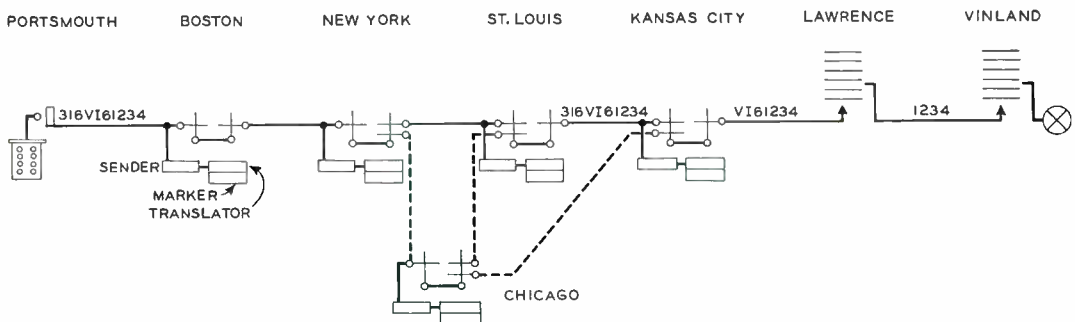 PORTSMOUTH BOSTON NEW YORK ST. LOUIS KANSAS CITY LAWRENCE VINLAND
316VI61234 316VI61234 VI61234 1234
SENDER
MARKER
TRANSLATOR
CHICAGO